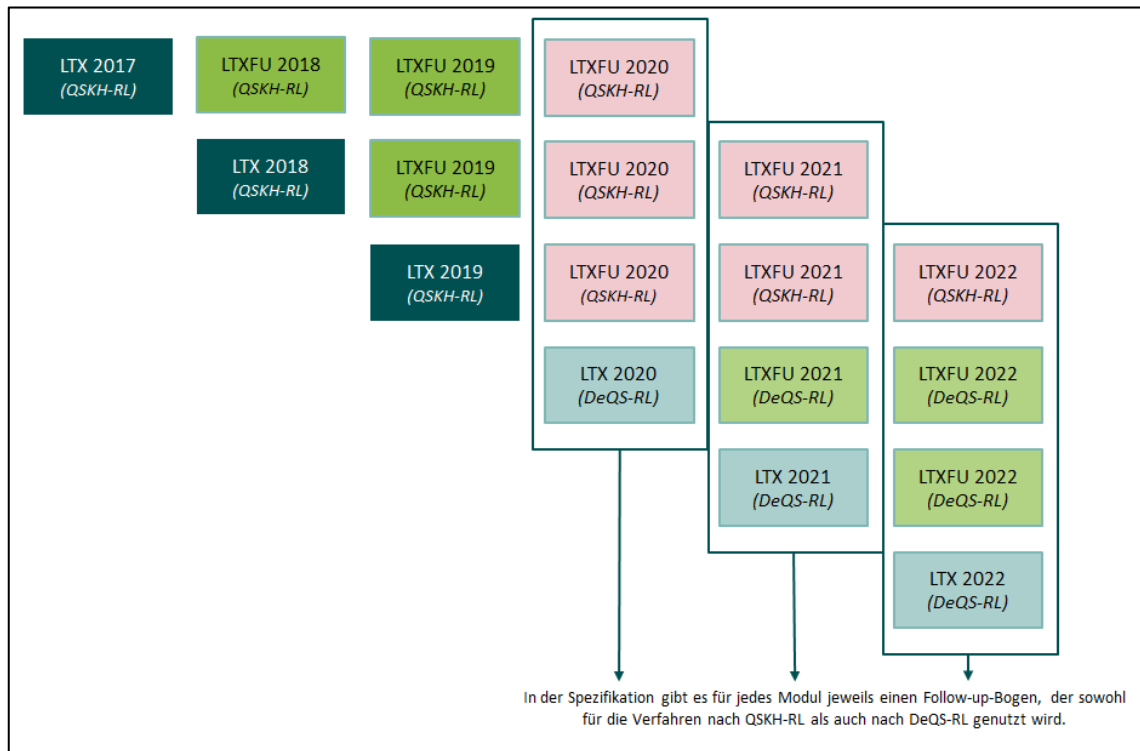 LTX 2017
(QSKH-RL)
LTXFU 2018
(QSKH-RL)
LTXFU 2019
(QSKH-RL)
LTXFU 2020
(QSKH-RL)
LTX 2018
(QSKH-RL)
LTXFU 2019
(QSKH-RL)
LTXFU 2020
(QSKH-RL)
LTXFU 2021
(QSKH-RL)
LTX 2019
(QSKH-RL)
LTXFU 2020
(QSKH-RL)
LTXFU 2021
(QSKH-RL)
LTXFU 2022
(QSKH-RL)
LTX 2020
(DeQS-RL)
LTXFU 2021
(DeQS-RL)
LTXFU 2022
(DeQS-RL)
LTX 2021
(DeQS-RL)
LTXFU 2022
(DeQS-RL)
LTX 2022
(DeQS-RL)
In der Spezifikation gibt es für jedes Modul jeweils einen Follow-up-Bogen, der sowohl
für die Verfahren nach QSKH-RL als auch nach DeQS-RL genutzt wird.